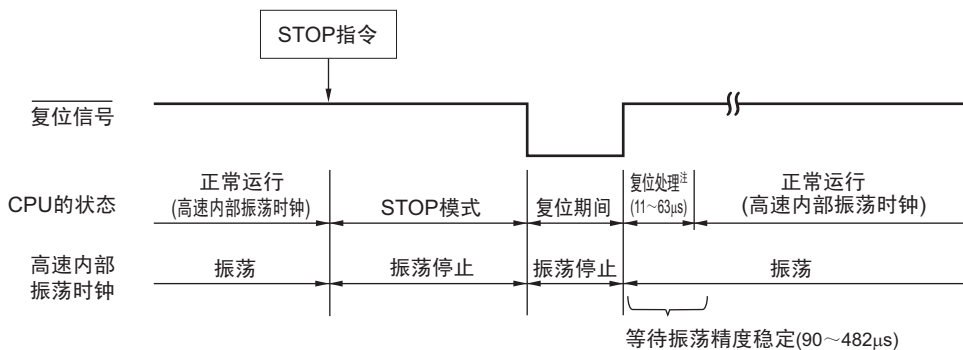 STOP指令
复位信号
正常运行
(高速内部振荡时钟)
CPU的状态
STOP模式
复位期间
复位处理注
(11～63μs)
正常运行
(高速内部振荡时钟)
高速内部
振荡时钟
振荡
振荡停止
振荡停止
振荡
等待振荡精度稳定(90～482μs)